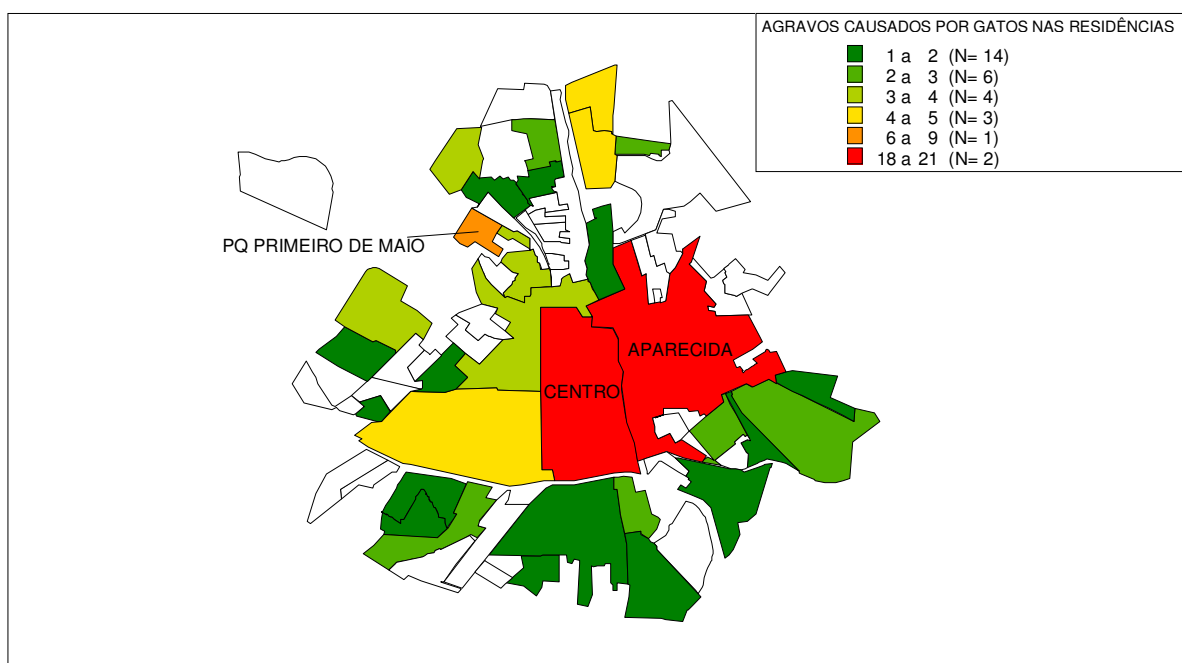 AGRAVOS CAUSADOS POR GATOS NAS RESIDÊNCIAS
1 a 2 (N= 14)
2 a 3 (N= 6)
3 a 4 (N= 4)
4 a 5 (N= 3)
6 a 9 (N= 1)
18 a 21 (N= 2)
PQ PRIMEIRO DE MAIO
APARECIDA
CENTRO